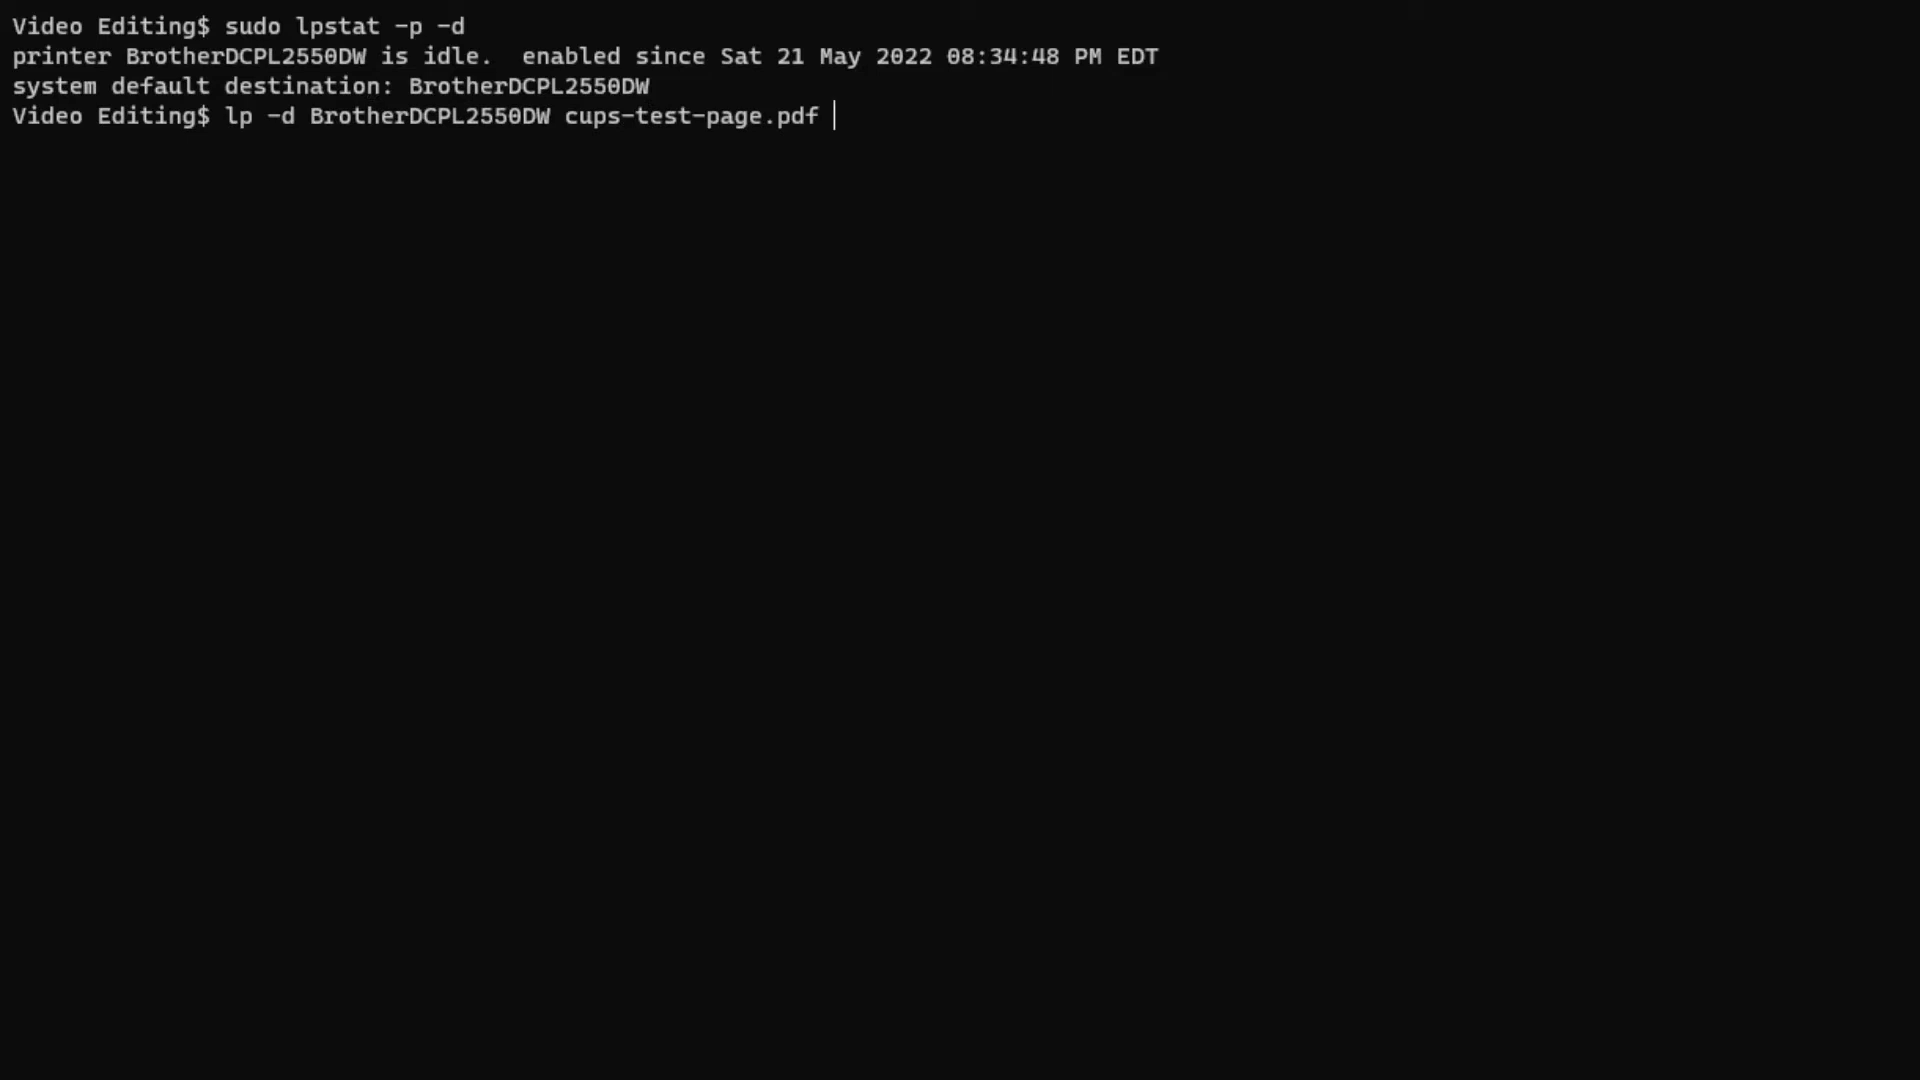 Video Editing$ sudo lpstat -p -d
printer BrotherDCPL2550DW is idle.  enabled since Sat 21 May 2022 08:34:48 PM EDT
system default destination: BrotherDCPL2550DW
Video Editing$ lp -d BrotherDCPL2550DW cups-test-page.pdf